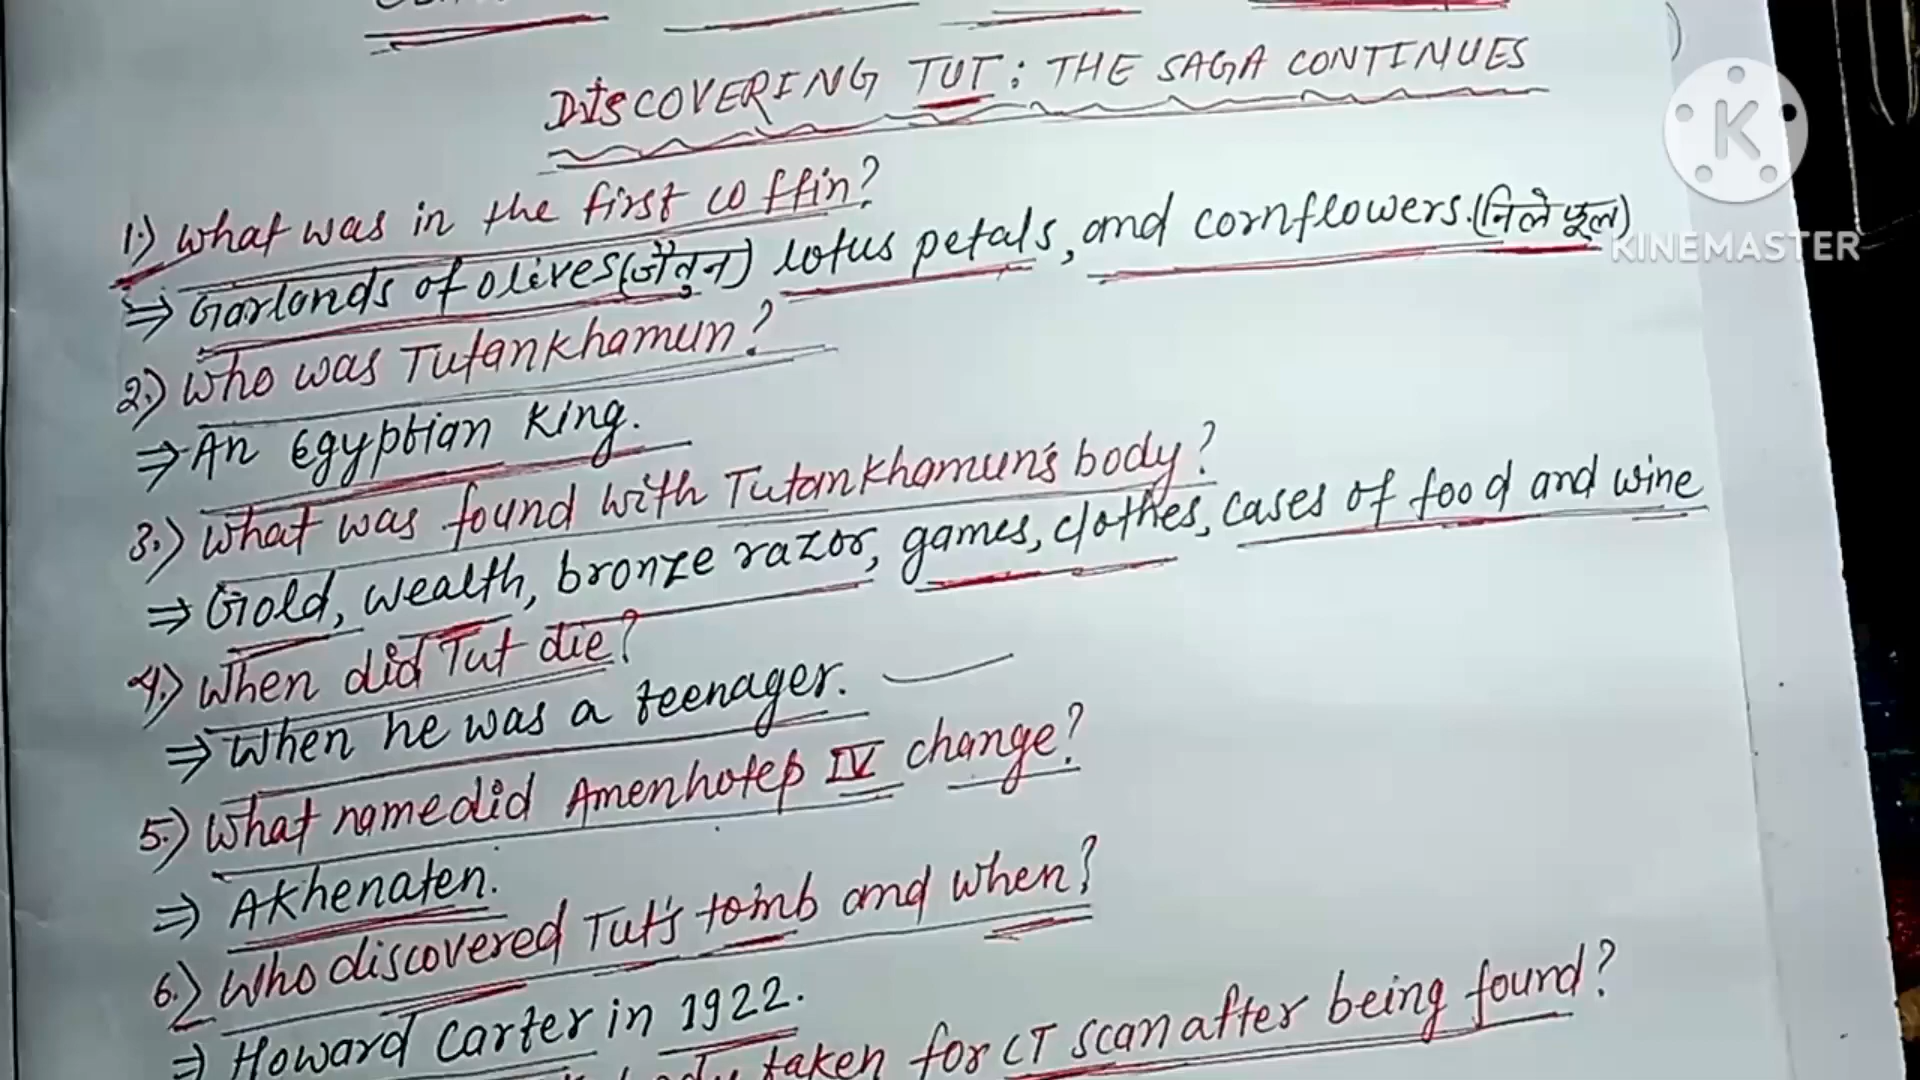 DISCOVERING TUT: THE SAGA CONTINUES
1.) What was in the first coffin?
⇒ Garlands of olives (जैतुन) lotus petals, and cornflowers. (निले फूल)
2.) Who was Tutankhamun?
⇒ An Egyptian King.
3.) What was found with Tutankhamun's body?
⇒ Gold, wealth, bronze razor, games, clothes, cases of food and wine
4.) When did Tut die?
⇒ When he was a teenager.
5.) What name did Amenhotep IV change?
⇒ AKhenaten.
6.) Who discovered Tut's tomb and when?
⇒ Howard Carter in 1922.
taken for CT scan after being found?
K
KINEMASTER